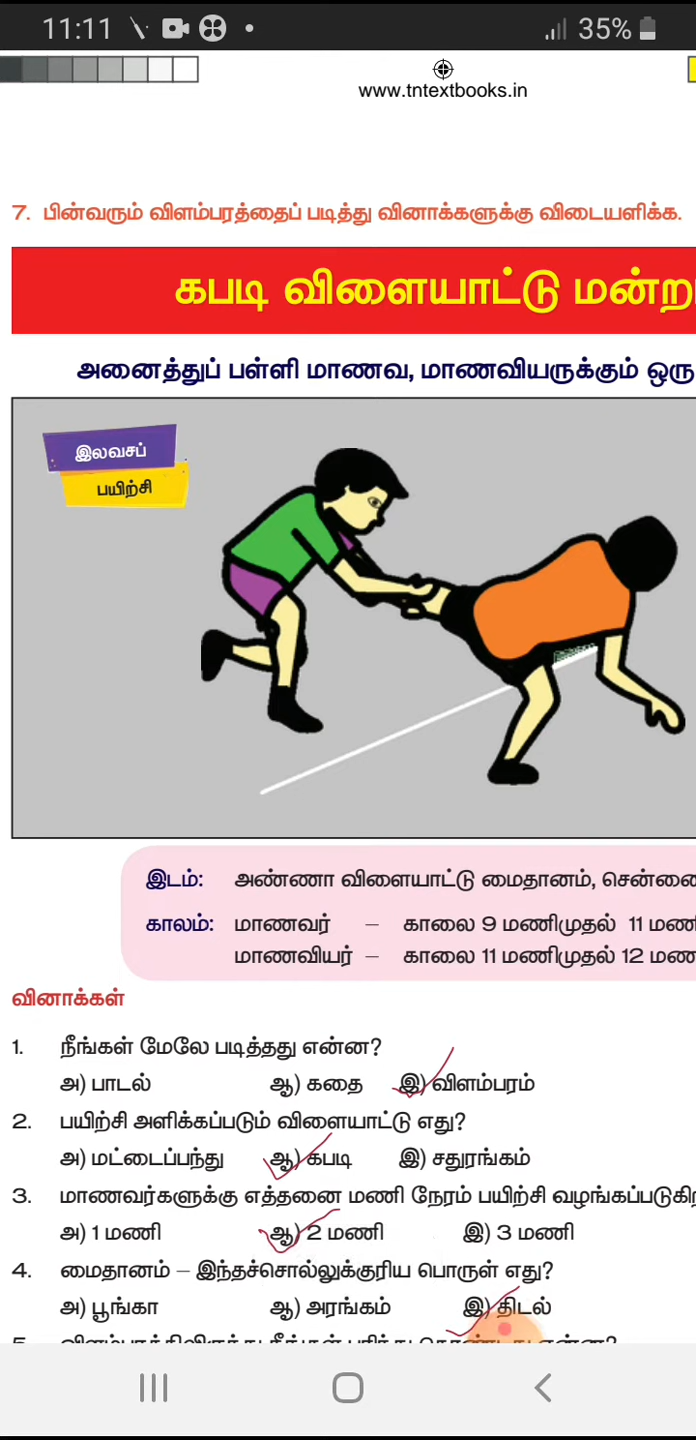 11:11
35%
www.tntextbooks.in
7. பின்வரும் விளம்பரத்தைப் படித்து வினாக்களுக்கு விடையளிக்க.
கபடி விளையாட்டு மன்ற
அனைத்துப் பள்ளி மாணவ, மாணவியருக்கும் ஒரு
இலவசப்
பயிற்சி
இடம்: அண்ணா விளையாட்டு மைதானம், சென்னை
காலம்: மாணவர் – காலை 9 மணிமுதல் 11 மணி
மாணவியர் – காலை 11 மணிமுதல் 12 மண
வினாக்கள்
1. நீங்கள் மேலே படித்தது என்ன?
அ) பாடல் ஆ) கதை இ) விளம்பரம்
2. பயிற்சி அளிக்கப்படும் விளையாட்டு எது?
அ) மட்டைப்பந்து ஆ) கபடி இ) சதுரங்கம்
3. மாணவர்களுக்கு எத்தனை மணி நேரம் பயிற்சி வழங்கப்படுகிற
அ) 1 மணி ஆ) 2 மணி இ) 3 மணி
4. மைதானம் – இந்தச்சொல்லுக்குரிய பொருள் எது?
அ) பூங்கா ஆ) அரங்கம் இ) திடல்